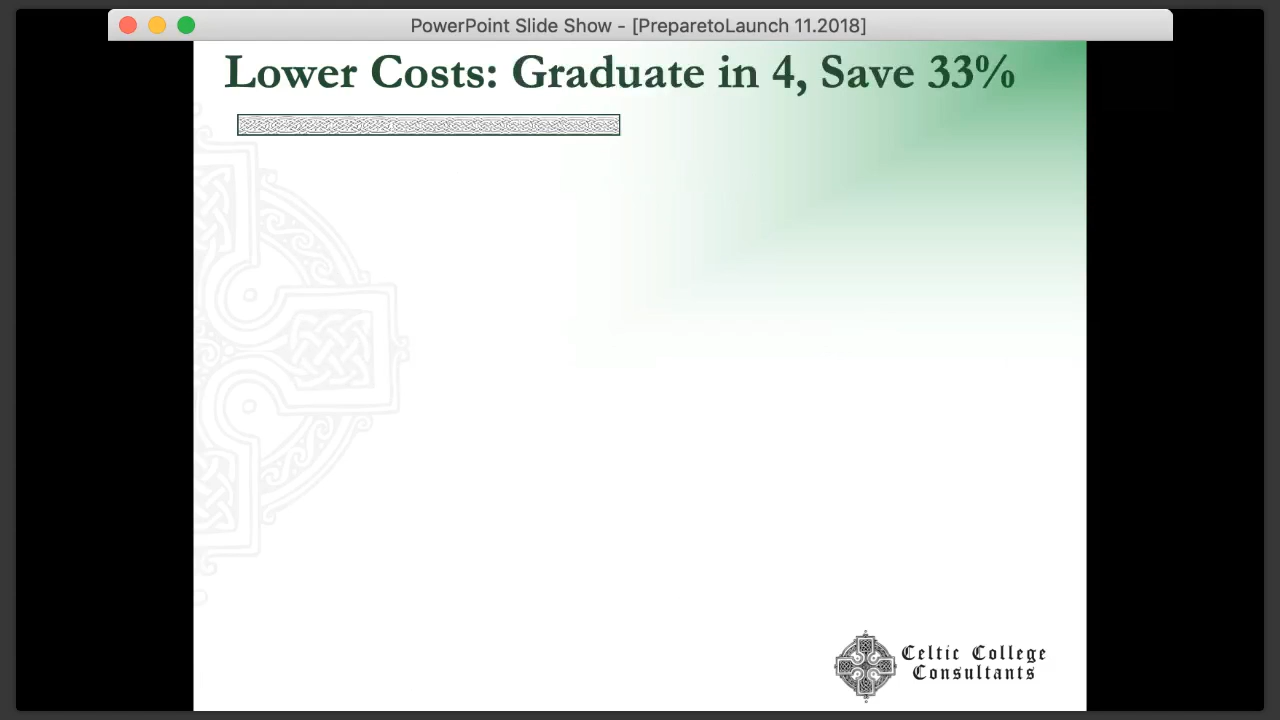 PowerPoint Slide Show - [PreparetoLaunch 11.2018]
Lower Costs: Graduate in 4, Save 33%
Celtic College
Consultants